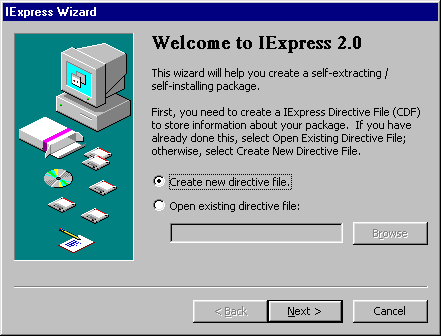 IExpress Wizard
Welcome to IExpress 2.0
This wizard will help you create a self-extracting /
self-installing package.
First, you need to create a IExpress Directive File (CDF)
to store information about your package.  If you have
already done this, select Open Existing Directive File;
otherwise, select Create New Directive File.
Create new directive file.
Open existing directive file:
Browse
< Back
Next >
Cancel